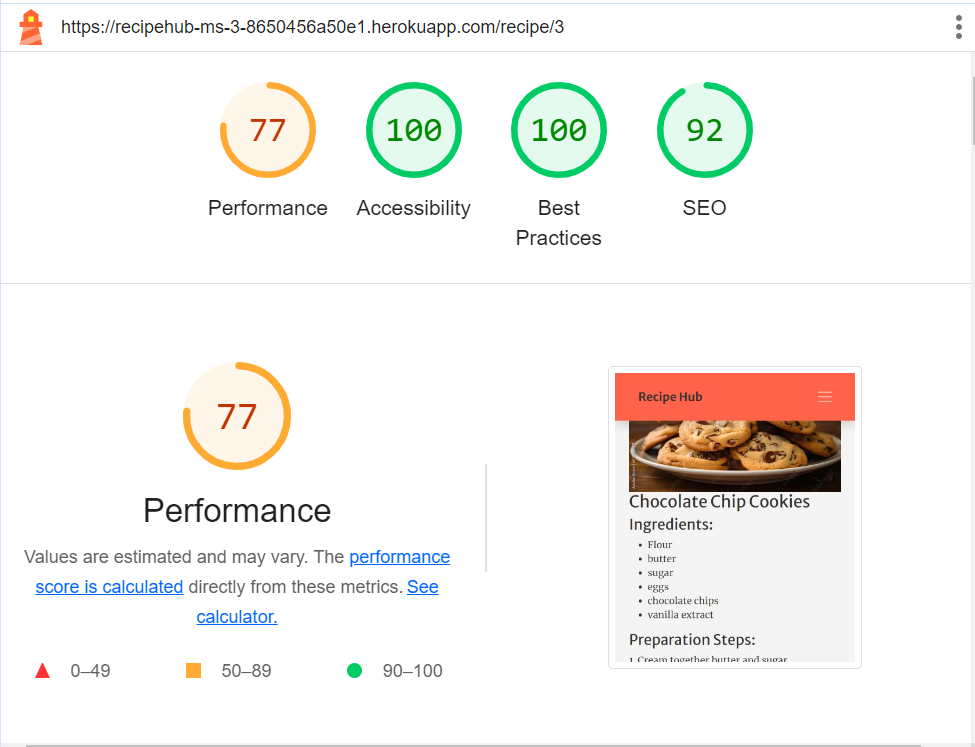 https://recipehub-ms-3-8650456a50e1.herokuapp.com/recipe/3
77
100
100
92
Performance
Accessibility
Best
Practices
SEO
77
Performance
Values are estimated and may vary. The performance
score is calculated directly from these metrics. See
calculator.
0–49
50–89
90–100
Recipe Hub
Chocolate Chip Cookies
Ingredients:
• Flour
• butter
• sugar
• eggs
• chocolate chips
• vanilla extract
Preparation Steps:
1. Cream together butter and sugar